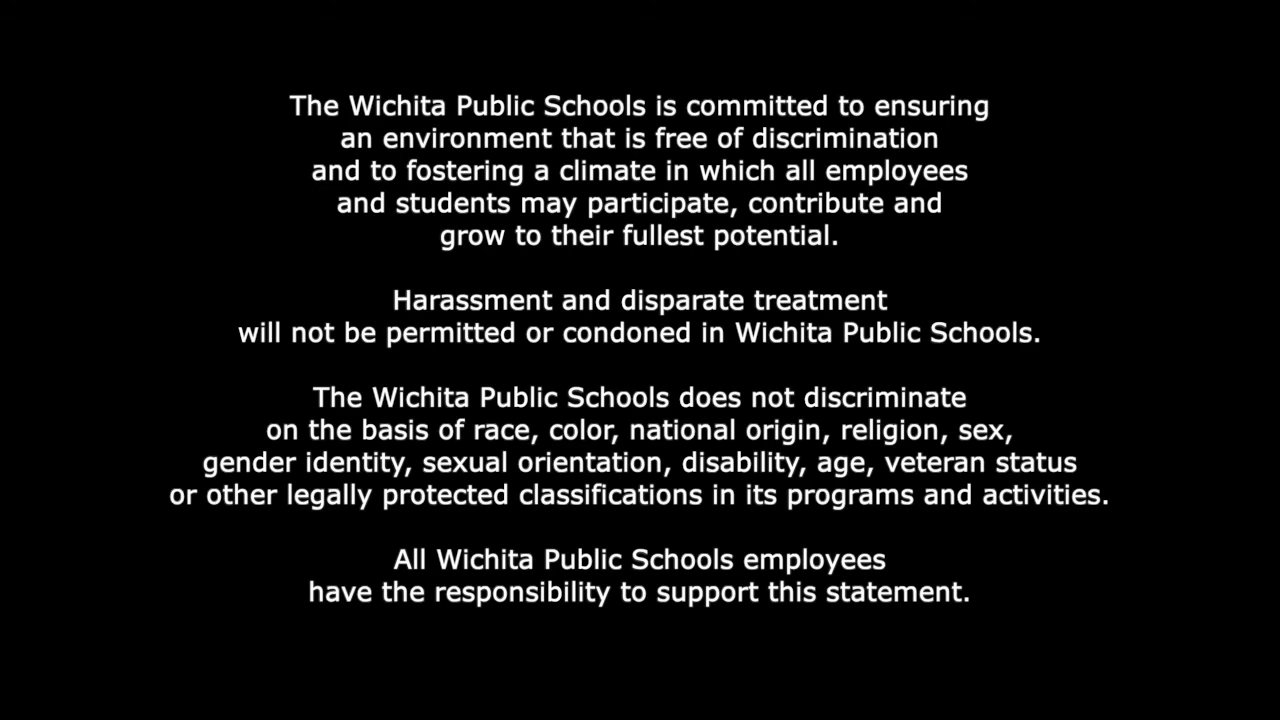 The Wichita Public Schools is committed to ensuring
an environment that is free of discrimination
and to fostering a climate in which all employees
and students may participate, contribute and
grow to their fullest potential.
Harassment and disparate treatment
will not be permitted or condoned in Wichita Public Schools.
The Wichita Public Schools does not discriminate
on the basis of race, color, national origin, religion, sex,
gender identity, sexual orientation, disability, age, veteran status
or other legally protected classifications in its programs and activities.
All Wichita Public Schools employees
have the responsibility to support this statement.